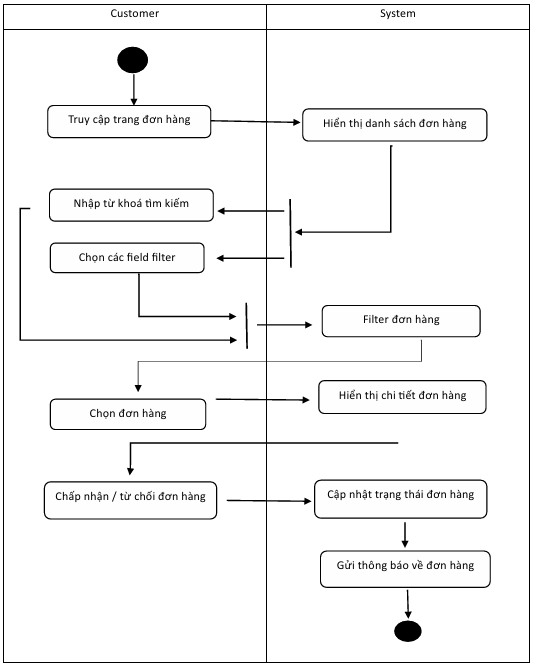 Customer
System
Truy cập trang đơn hàng
Hiển thị danh sách đơn hàng
Nhập từ khoá tìm kiếm
Chọn các field filter
Filter đơn hàng
Chọn đơn hàng
Hiển thị chi tiết đơn hàng
Chấp nhận / từ chối đơn hàng
Cập nhật trạng thái đơn hàng
Gửi thông báo về đơn hàng